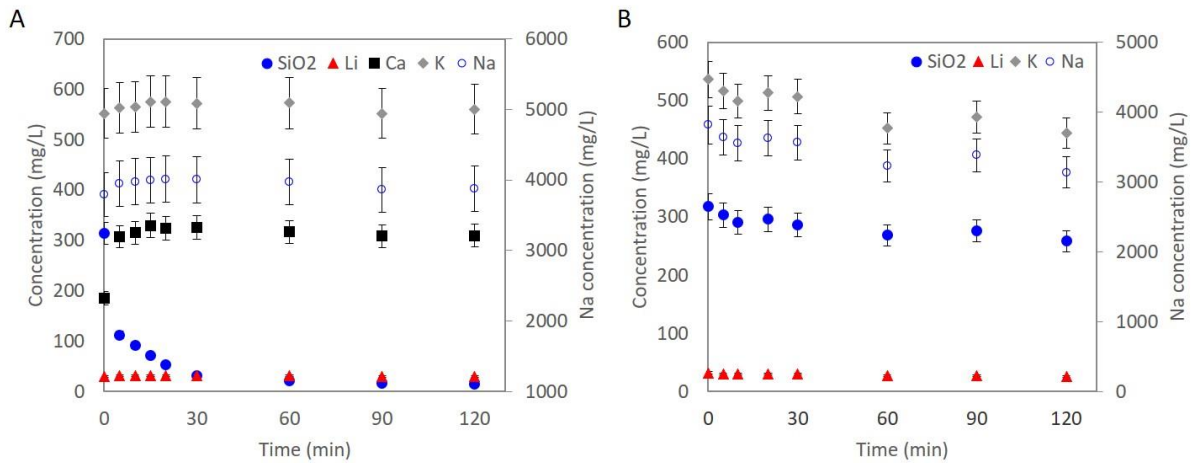 A
700
600
500
400
300
200
100
0
Concentration (mg/L)
SiO2 Li Ca K Na
6000
5000
4000
3000
2000
1000
Na concentration (mg/L)
0 30 60 90 120
Time (min)
B
600
500
400
300
200
100
0
Concentration (mg/L)
SiO2 Li K Na
5000
4000
3000
2000
1000
0
Na concentration (mg/L)
0 30 60 90 120
Time (min)